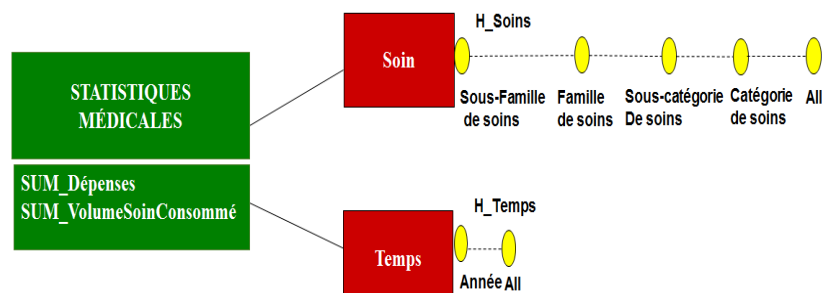 STATISTIQUES
MÉDICALES
SUM_Dépenses
SUM_VolumeSoinConsommé
Soin
H_Soins
Sous-Famille
de soins
Famille
de soins
Sous-catégorie
De soins
Catégorie
de soins
All
Temps
H_Temps
Année
All